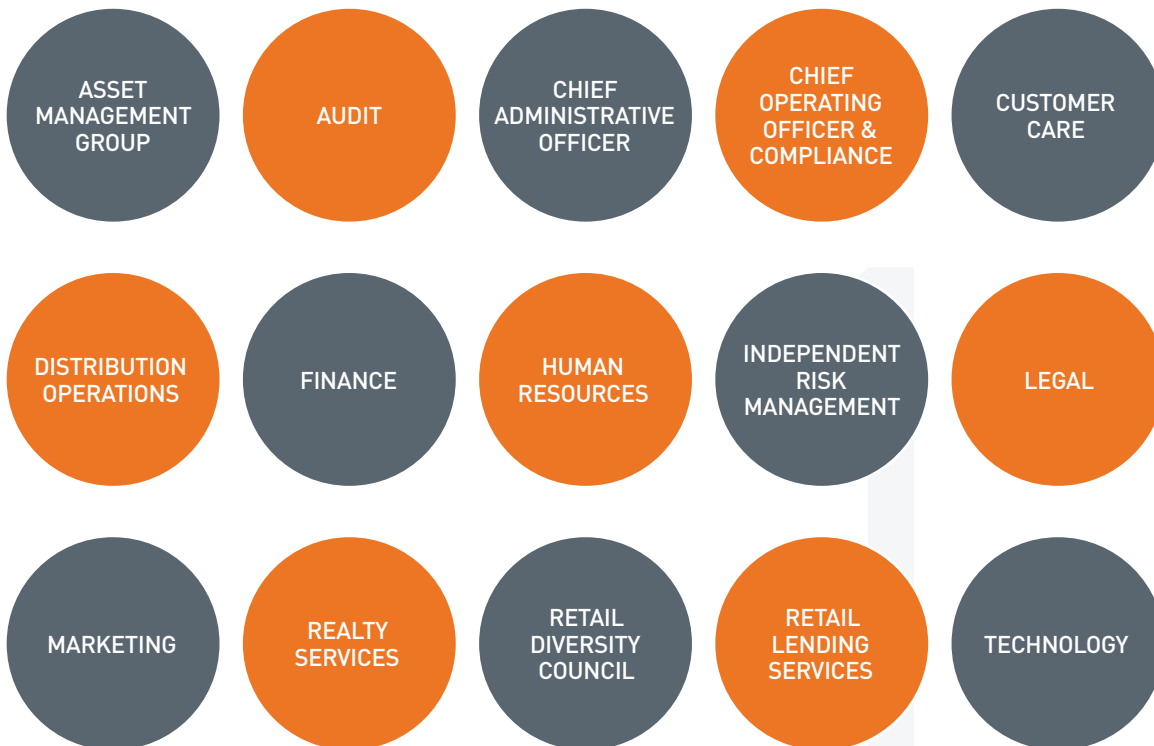 ASSET
MANAGEMENT
GROUP
AUDIT
CHIEF
ADMINISTRATIVE
OFFICER
CHIEF
OPERATING
OFFICER &
COMPLIANCE
CUSTOMER
CARE
DISTRIBUTION
OPERATIONS
FINANCE
HUMAN
RESOURCES
INDEPENDENT
RISK
MANAGEMENT
LEGAL
MARKETING
REALTY
SERVICES
RETAIL
DIVERSITY
COUNCIL
RETAIL
LENDING
SERVICES
TECHNOLOGY